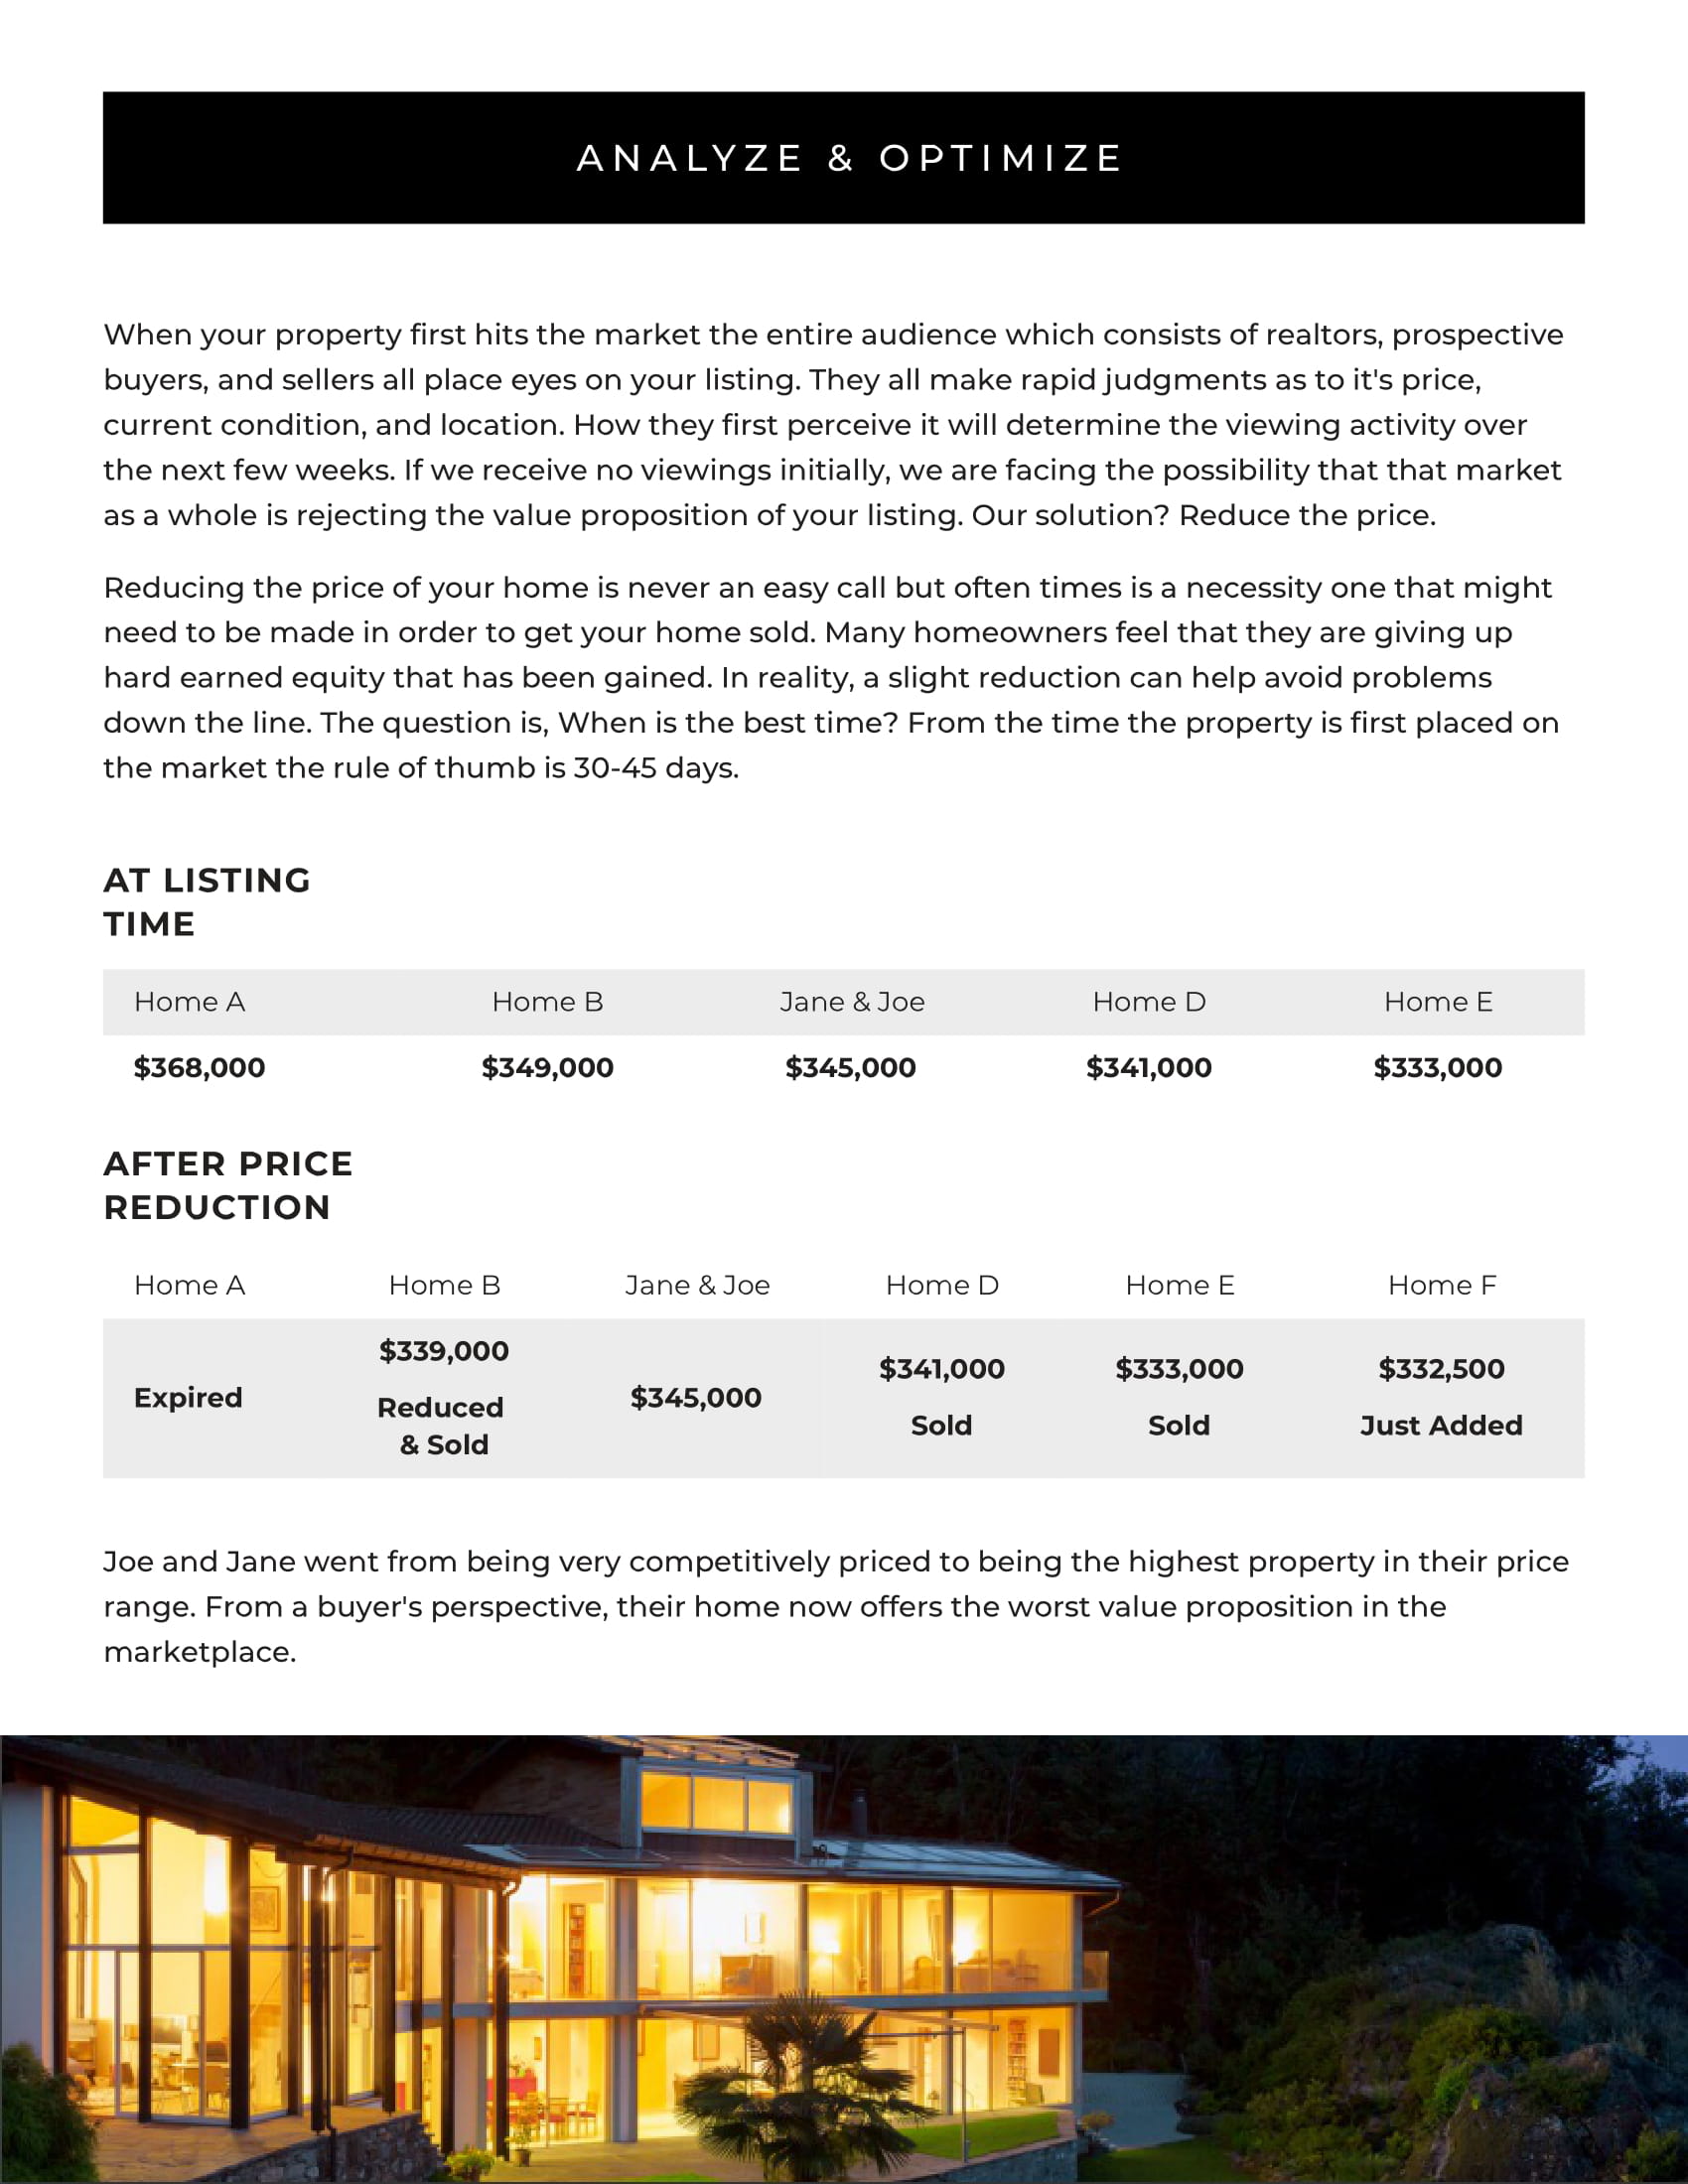 ANALYZE & OPTIMIZE
When your property first hits the market the entire audience which consists of realtors, prospective
buyers, and sellers all place eyes on your listing. They all make rapid judgments as to it's price,
current condition, and location. How they first perceive it will determine the viewing activity over
the next few weeks. If we receive no viewings initially, we are facing the possibility that that market
as a whole is rejecting the value proposition of your listing. Our solution? Reduce the price.
Reducing the price of your home is never an easy call but often times is a necessity one that might
need to be made in order to get your home sold. Many homeowners feel that they are giving up
hard earned equity that has been gained. In reality, a slight reduction can help avoid problems
down the line. The question is, When is the best time? From the time the property is first placed on
the market the rule of thumb is 30-45 days.
AT LISTING
TIME
Home A Home B Jane & Joe Home D Home E
$368,000 $349,000 $345,000 $341,000 $333,000
AFTER PRICE
REDUCTION
Home A Home B Jane & Joe Home D Home E Home F
Expired
$339,000
Reduced
& Sold
$345,000
$341,000
Sold
$333,000
Sold
$332,500
Just Added
Joe and Jane went from being very competitively priced to being the highest property in their price
range. From a buyer's perspective, their home now offers the worst value proposition in the
marketplace.